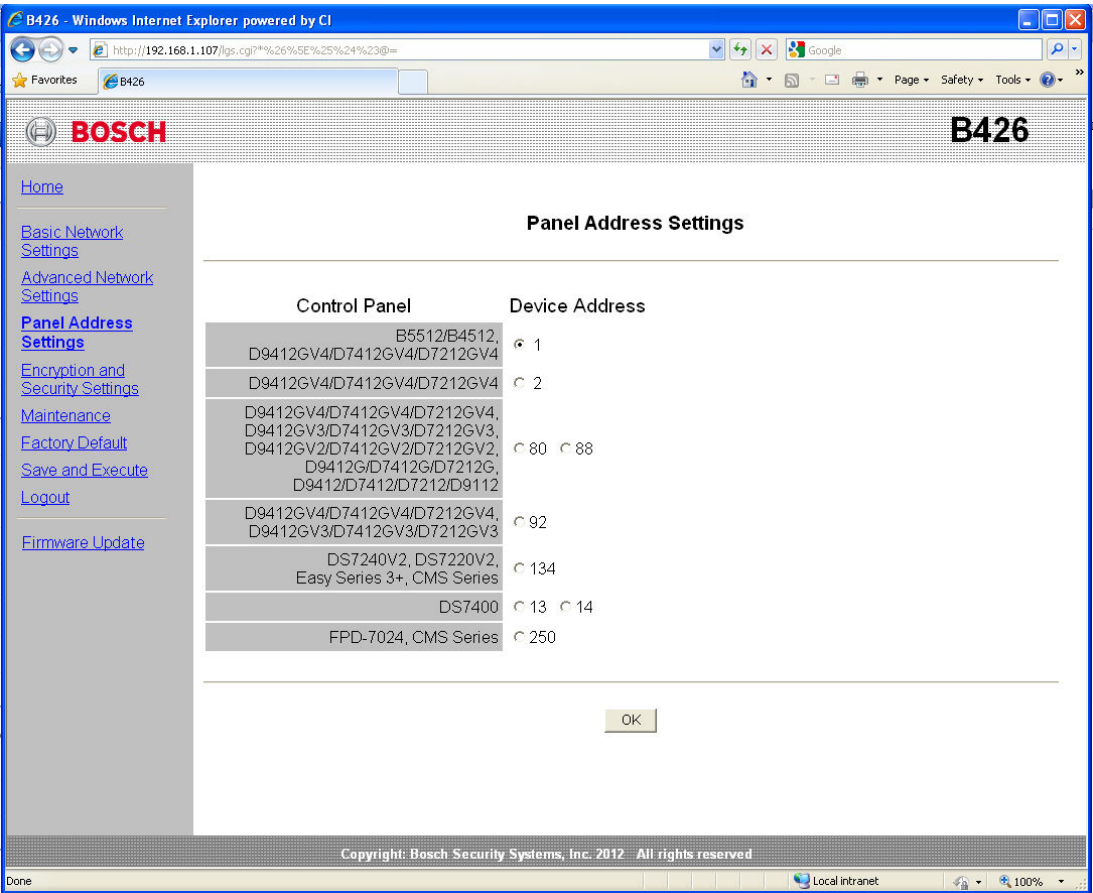 B426 - Windows Internet Explorer powered by CI
http://192.168.1.107/lgs.cgi?*%26%5E%25%24%23@=
Google
Favorites
B426
Page
Safety
Tools
BOSCH
B426
Home
Basic Network
Settings
Advanced Network
Settings
Panel Address
Settings
Encryption and
Security Settings
Maintenance
Factory Default
Save and Execute
Logout
Firmware Update
Panel Address Settings
Control Panel Device Address
B5512/B4512,
D9412GV4/D7412GV4/D7212GV4
1
D9412GV4/D7412GV4/D7212GV4 2
D9412GV4/D7412GV4/D7212GV4,
D9412GV3/D7412GV3/D7212GV3,
D9412GV2/D7412GV2/D7212GV2,
D9412G/D7412G/D7212G,
D9412/D7412/D7212/D9112
80 88
D9412GV4/D7412GV4/D7212GV4,
D9412GV3/D7412GV3/D7212GV3
92
DS7240V2, DS7220V2,
Easy Series 3+, CMS Series
134
DS7400 13 14
FPD-7024, CMS Series 250
OK
Copyright: Bosch Security Systems, Inc. 2012 All rights reserved
Done
Local intranet
100%